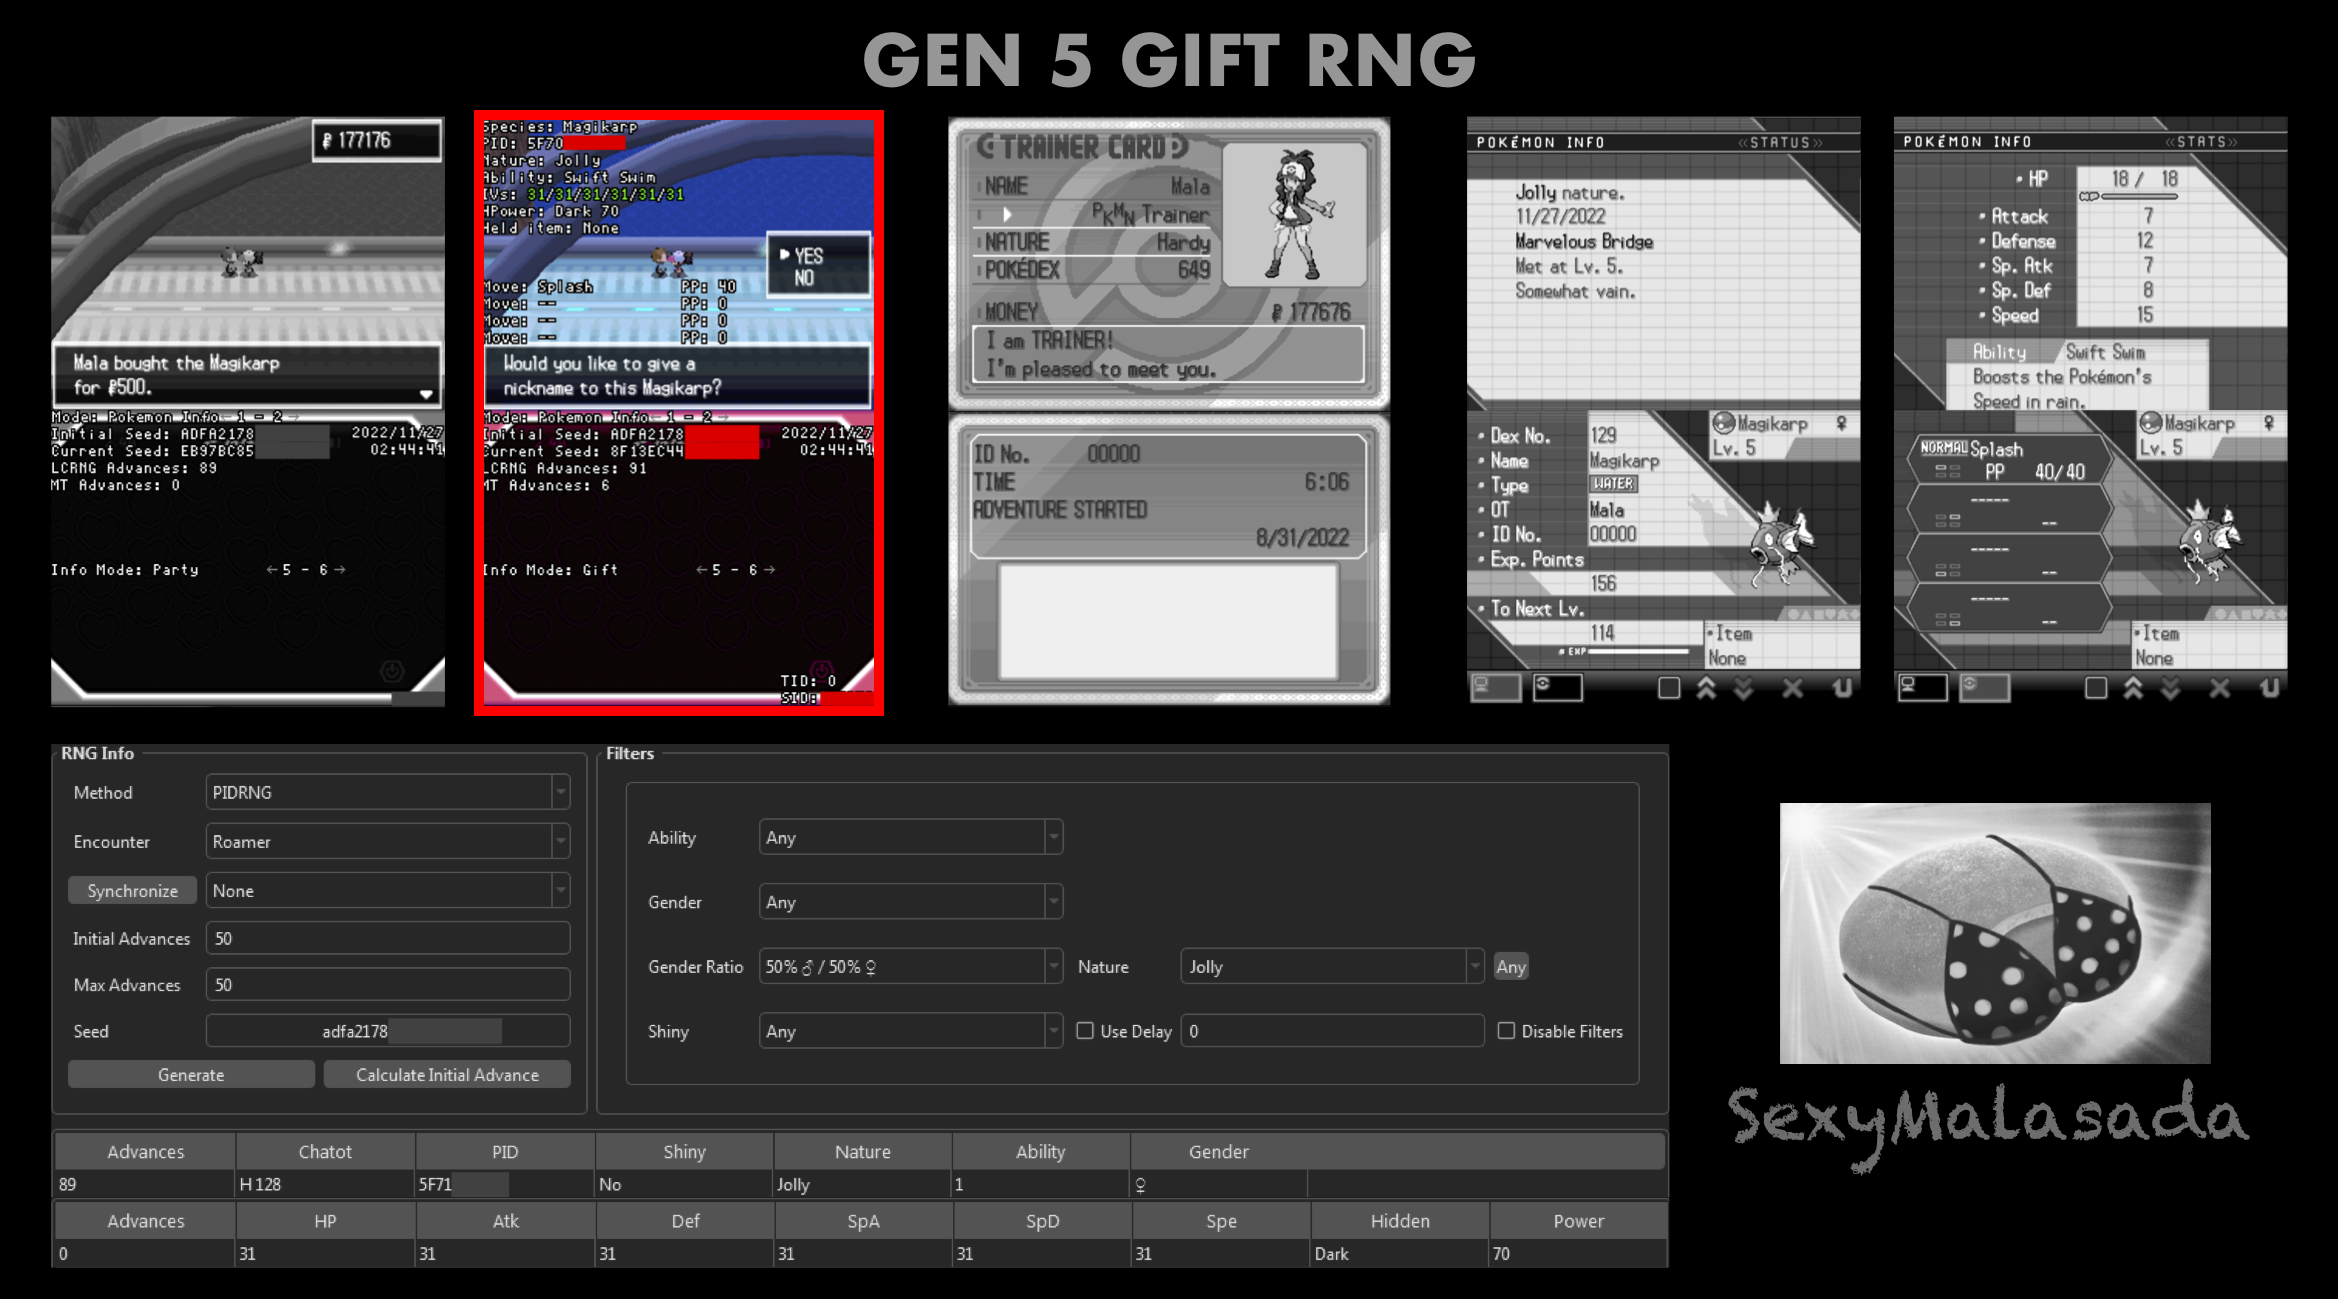 GEN 5 GIFT RNG
₽ 177176
Mala bought the Magikarp
for ₽500.
Mode: Pokemon Info ← 1 - 2 →
Initial Seed: ADFA2178
2022/11/27
Current Seed: EB97BC85
02:44:41
LCRNG Advances: 89
MT Advances: 0
Info Mode: Party ← 5 - 6 →
Species: Magikarp
PID: 5F70
Nature: Jolly
Ability: Swift Swim
IVs: 31/31/31/31/31/31
HPower: Dark 70
Held item: None
YES
NO
Move: Splash PP: 40
Move: -- PP: 0
Move: -- PP: 0
Move: -- PP: 0
Would you like to give a
nickname to this Magikarp?
Mode: Pokemon Info ← 1 - 2 →
Initial Seed: ADFA2178
2022/11/27
Current Seed: 8F13EC44
02:44:41
LCRNG Advances: 91
MT Advances: 6
Info Mode: Gift ← 5 - 6 →
TID: 0
SID:
TRAINER CARD
NAME Mala
PKMN Trainer
NATURE Hardy
POKÉDEX 649
MONEY ₽ 177676
I am TRAINER!
I'm pleased to meet you.
ID No. 00000
TIME 6:06
ADVENTURE STARTED
8/31/2022
POKÉMON INFO «STATUS»
Jolly nature.
11/27/2022
Marvelous Bridge
Met at Lv. 5.
Somewhat vain.
Magikarp ♀
Lv. 5
Dex No. 129
Name Magikarp
Type WATER
OT Mala
ID No. 00000
Exp. Points
156
To Next Lv.
114
EXP
Item
None
POKÉMON INFO «STATS»
HP 18 / 18
HP
Attack 7
Defense 12
Sp. Atk 7
Sp. Def 8
Speed 15
Ability Swift Swim
Boosts the Pokémon's
Speed in rain.
Magikarp ♀
Lv. 5
NORMAL Splash
PP 40/40
----- --
----- --
----- --
Item
None
RNG Info
Method PIDRNG
Encounter Roamer
Synchronize None
Initial Advances 50
Max Advances 50
Seed adfa2178
Generate Calculate Initial Advance
Filters
Ability Any
Gender Any
Gender Ratio 50% ♂ / 50% ♀ Nature Jolly Any
Shiny Any Use Delay 0 Disable Filters
Advances Chatot PID Shiny Nature Ability Gender
89 H 128 5F71 No Jolly 1 ♀
Advances HP Atk Def SpA SpD Spe Hidden Power
0 31 31 31 31 31 31 Dark 70
SexyMalasada